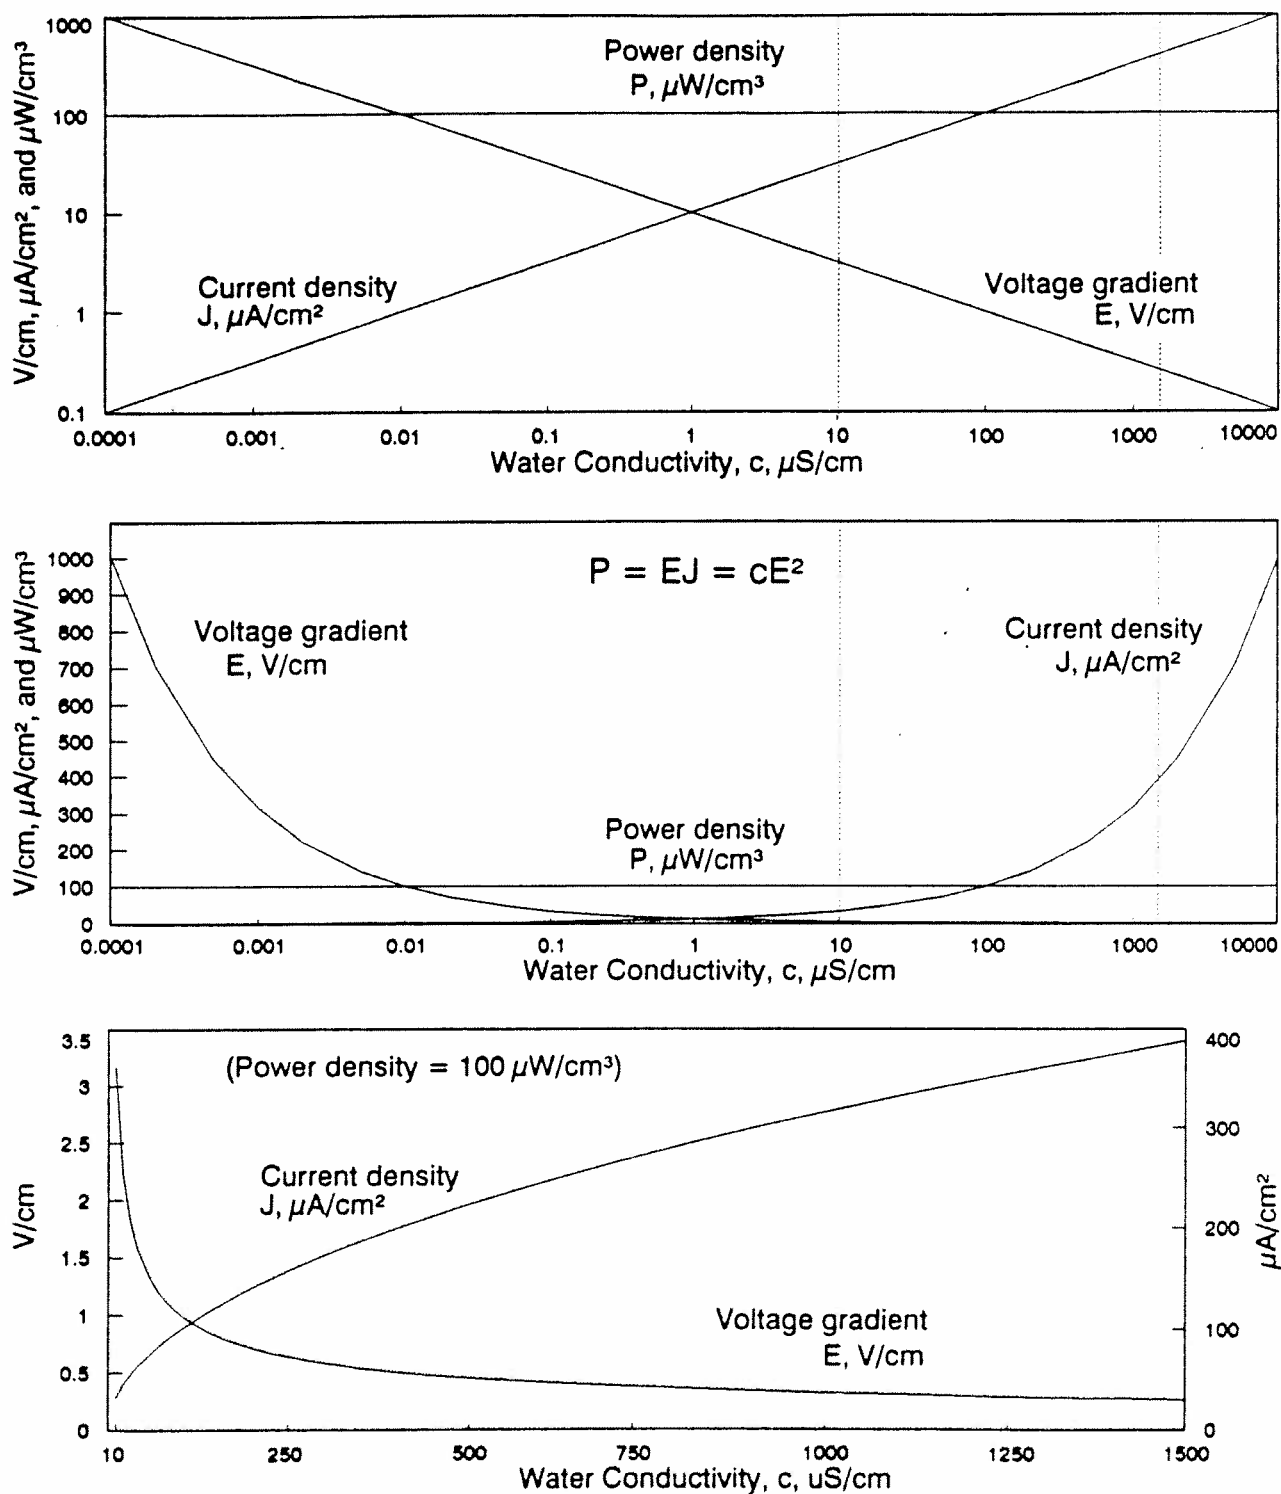 1000
100
10
1
0.1
V/cm, µA/cm², and µW/cm³
Power density
P, µW/cm³
Current density
J, µA/cm²
Voltage gradient
E, V/cm
0.0001 0.001 0.01 0.1 1 10 100 1000 10000
Water Conductivity, c, µS/cm
1000
900
800
700
600
500
400
300
200
100
0
V/cm, µA/cm², and µW/cm³
P = EJ = cE²
Voltage gradient
E, V/cm
Current density
J, µA/cm²
Power density
P, µW/cm³
0.0001 0.001 0.01 0.1 1 10 100 1000 10000
Water Conductivity, c, µS/cm
3.5
3
2.5
2
1.5
1
0.5
0
V/cm
(Power density = 100 µW/cm³)
Current density
J, µA/cm²
Voltage gradient
E, V/cm
400
300
200
100
0
µA/cm²
10 250 500 750 1000 1250 1500
Water Conductivity, c, uS/cm